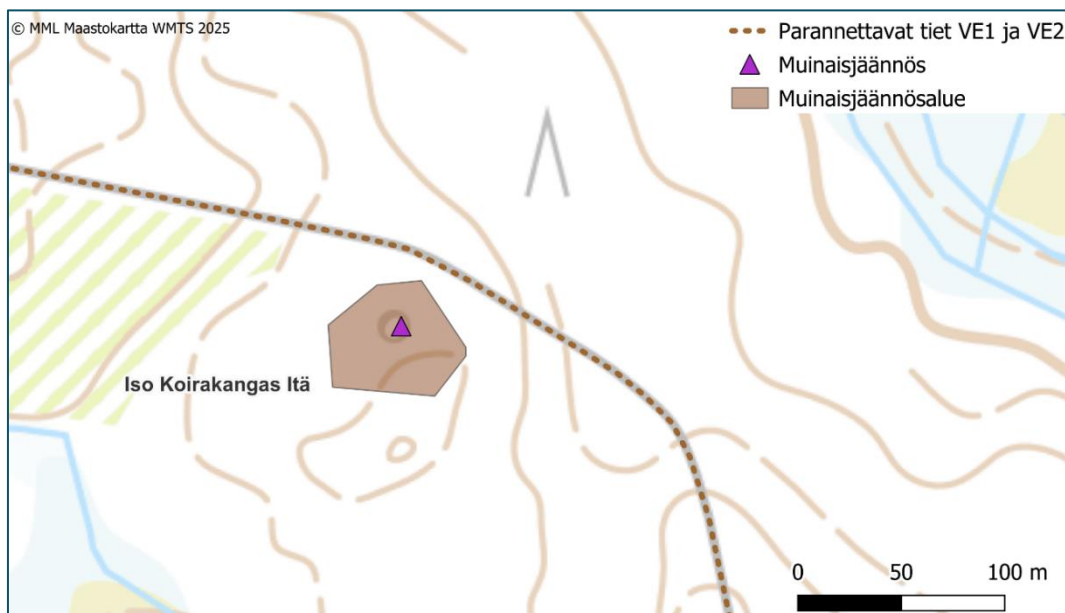 © MML Maastokartta WMTS 2025
Parannettavat tiet VE1 ja VE2
Muinaisjäännös
Muinaisjäännösalue
Iso Koirakangas Itä
0 50 100 m